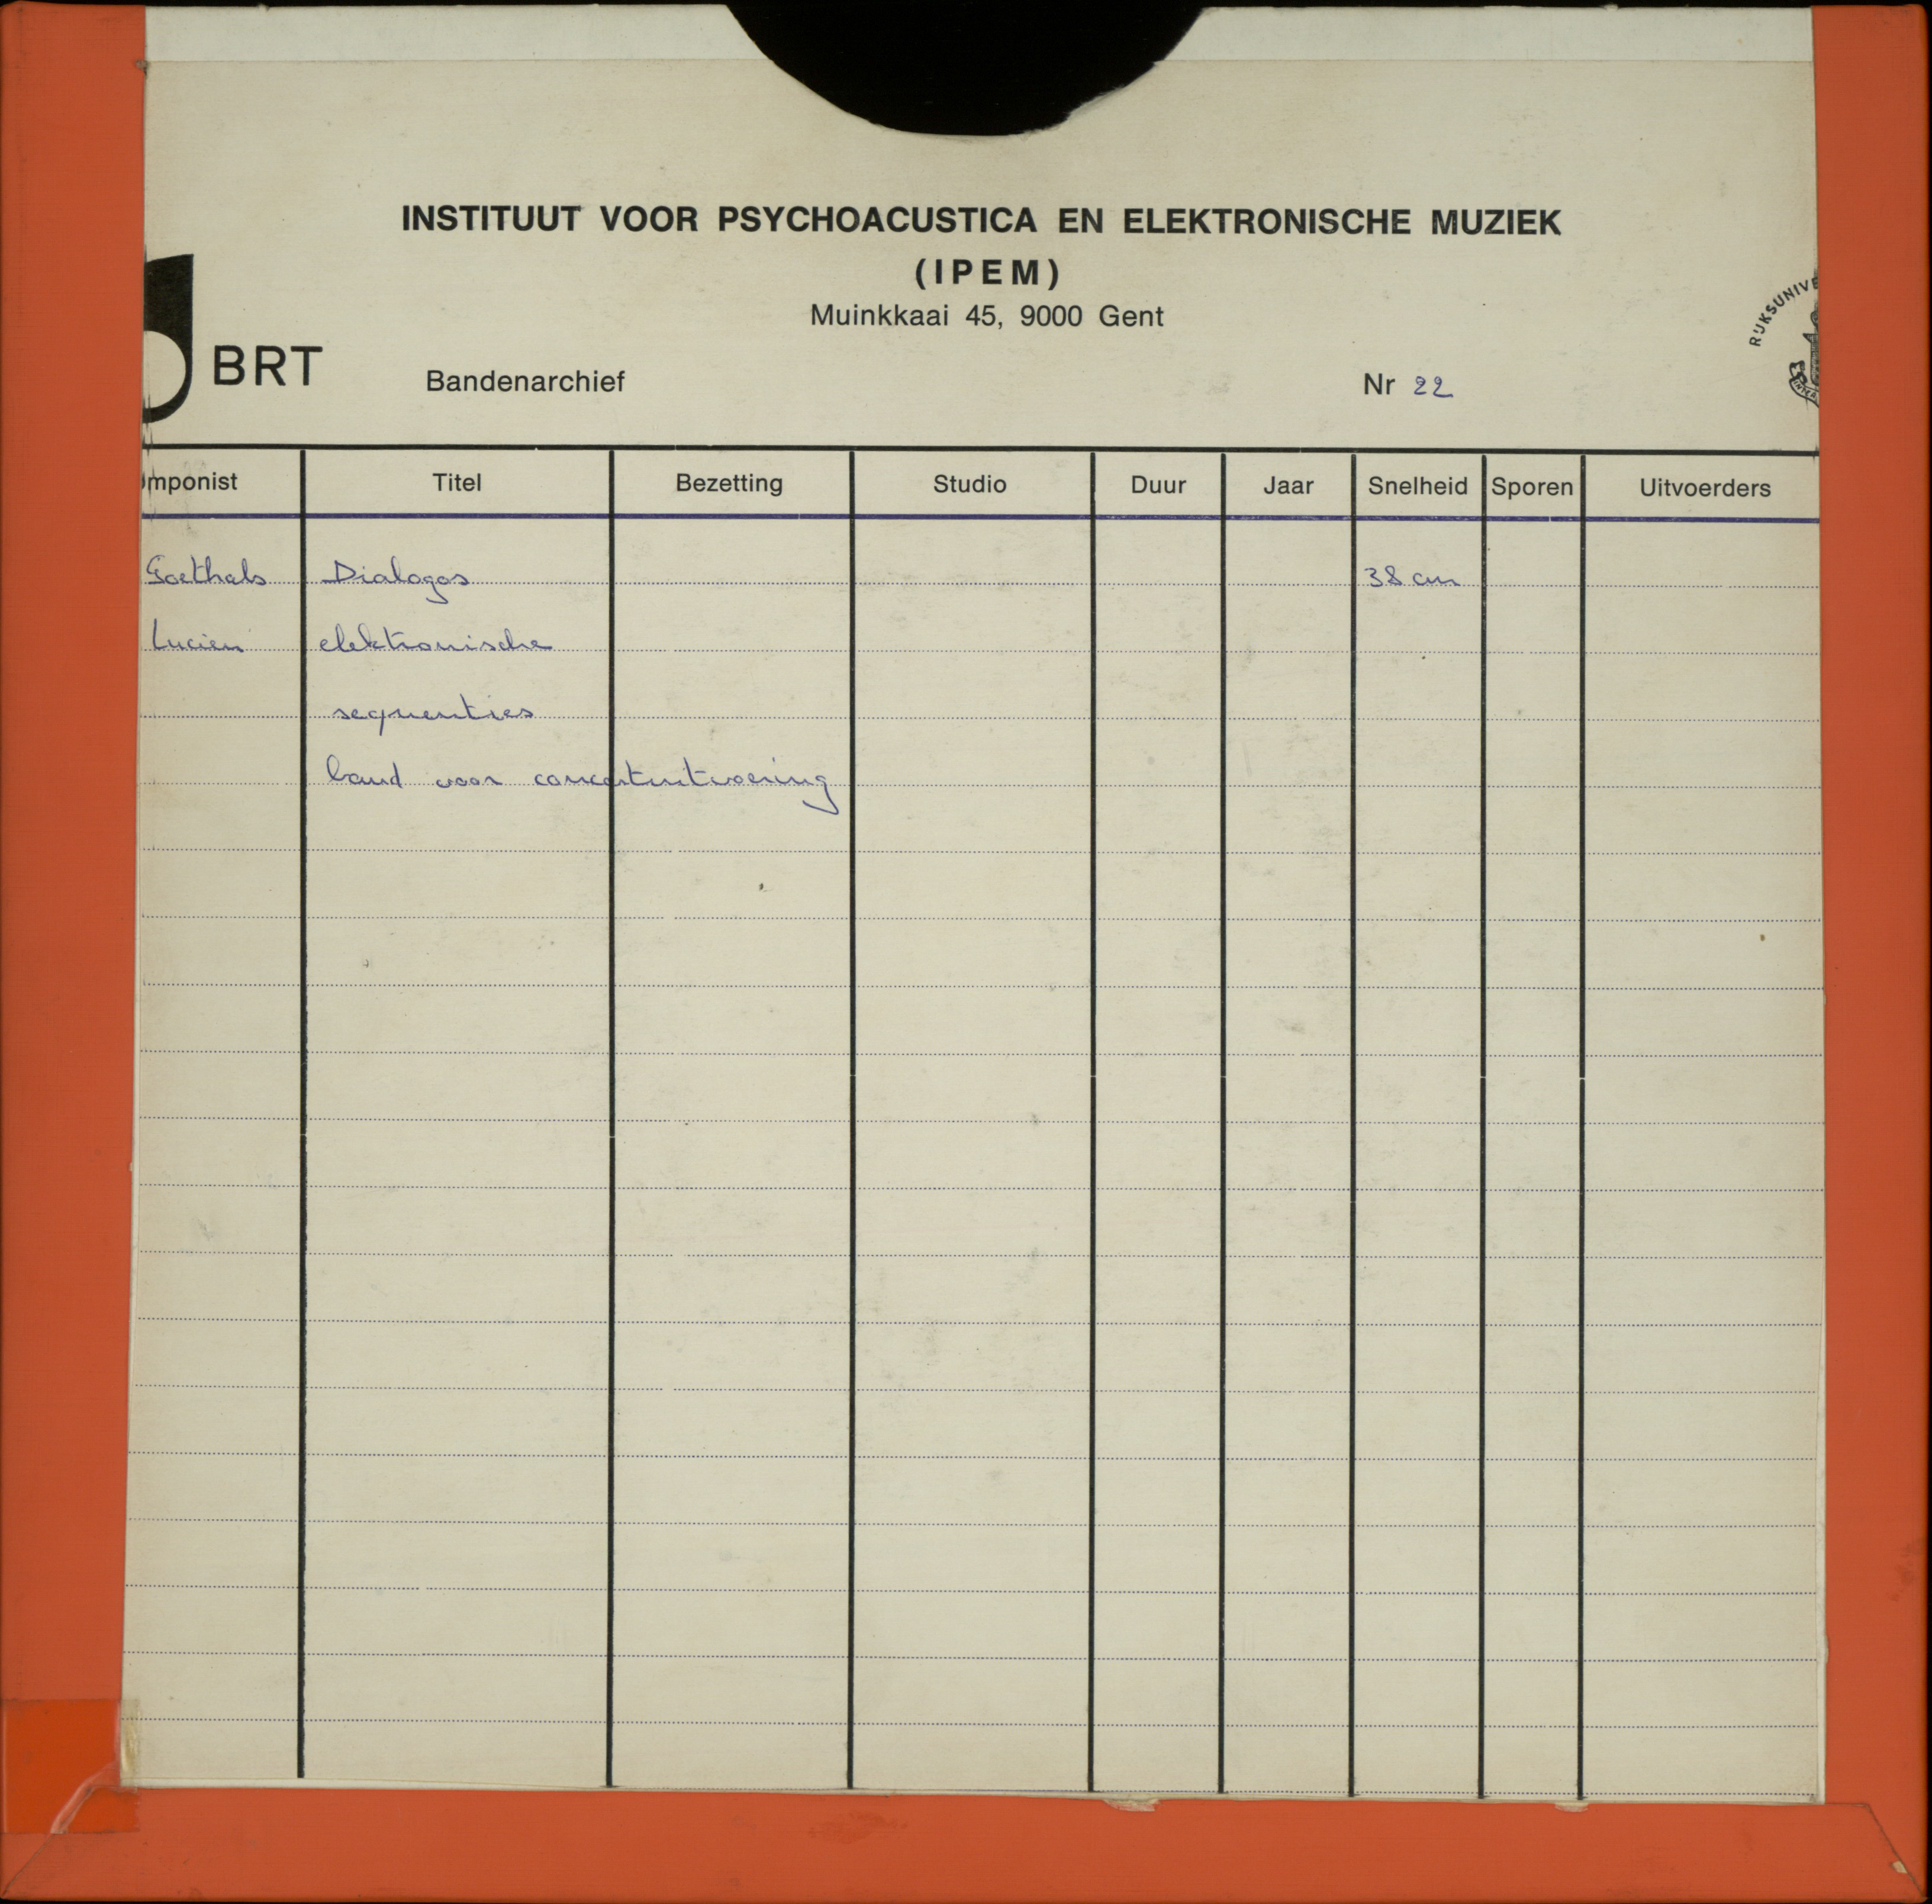 INSTITUUT VOOR PSYCHOACUSTICA EN ELEKTRONISCHE MUZIEK
(IPEM)
Muinkkaai 45, 9000 Gent
RIJKSUNIVE
BRT
Bandenarchief
Nr 22
mponist Titel Bezetting Studio Duur Jaar Snelheid Sporen Uitvoerders
Goethals Dialogos 38 cm
Lucien elektronische
sequenties
band voor concertuitvoering